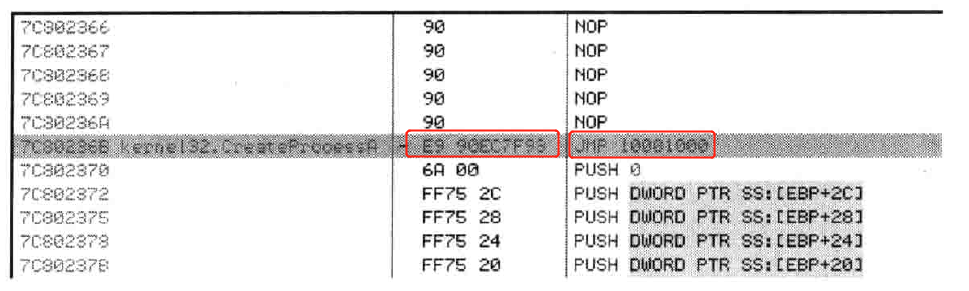 7C802366 90 NOP
7C802367 90 NOP
7C802368 90 NOP
7C802369 90 NOP
7C80236A 90 NOP
7C80236B kernel32.CreateProcessA - E9 90EC7F93 JMP 10001000
7C802370 6A 00 PUSH 0
7C802372 FF75 2C PUSH DWORD PTR SS:[EBP+2C]
7C802375 FF75 28 PUSH DWORD PTR SS:[EBP+28]
7C802378 FF75 24 PUSH DWORD PTR SS:[EBP+24]
7C80237B FF75 20 PUSH DWORD PTR SS:[EBP+20]